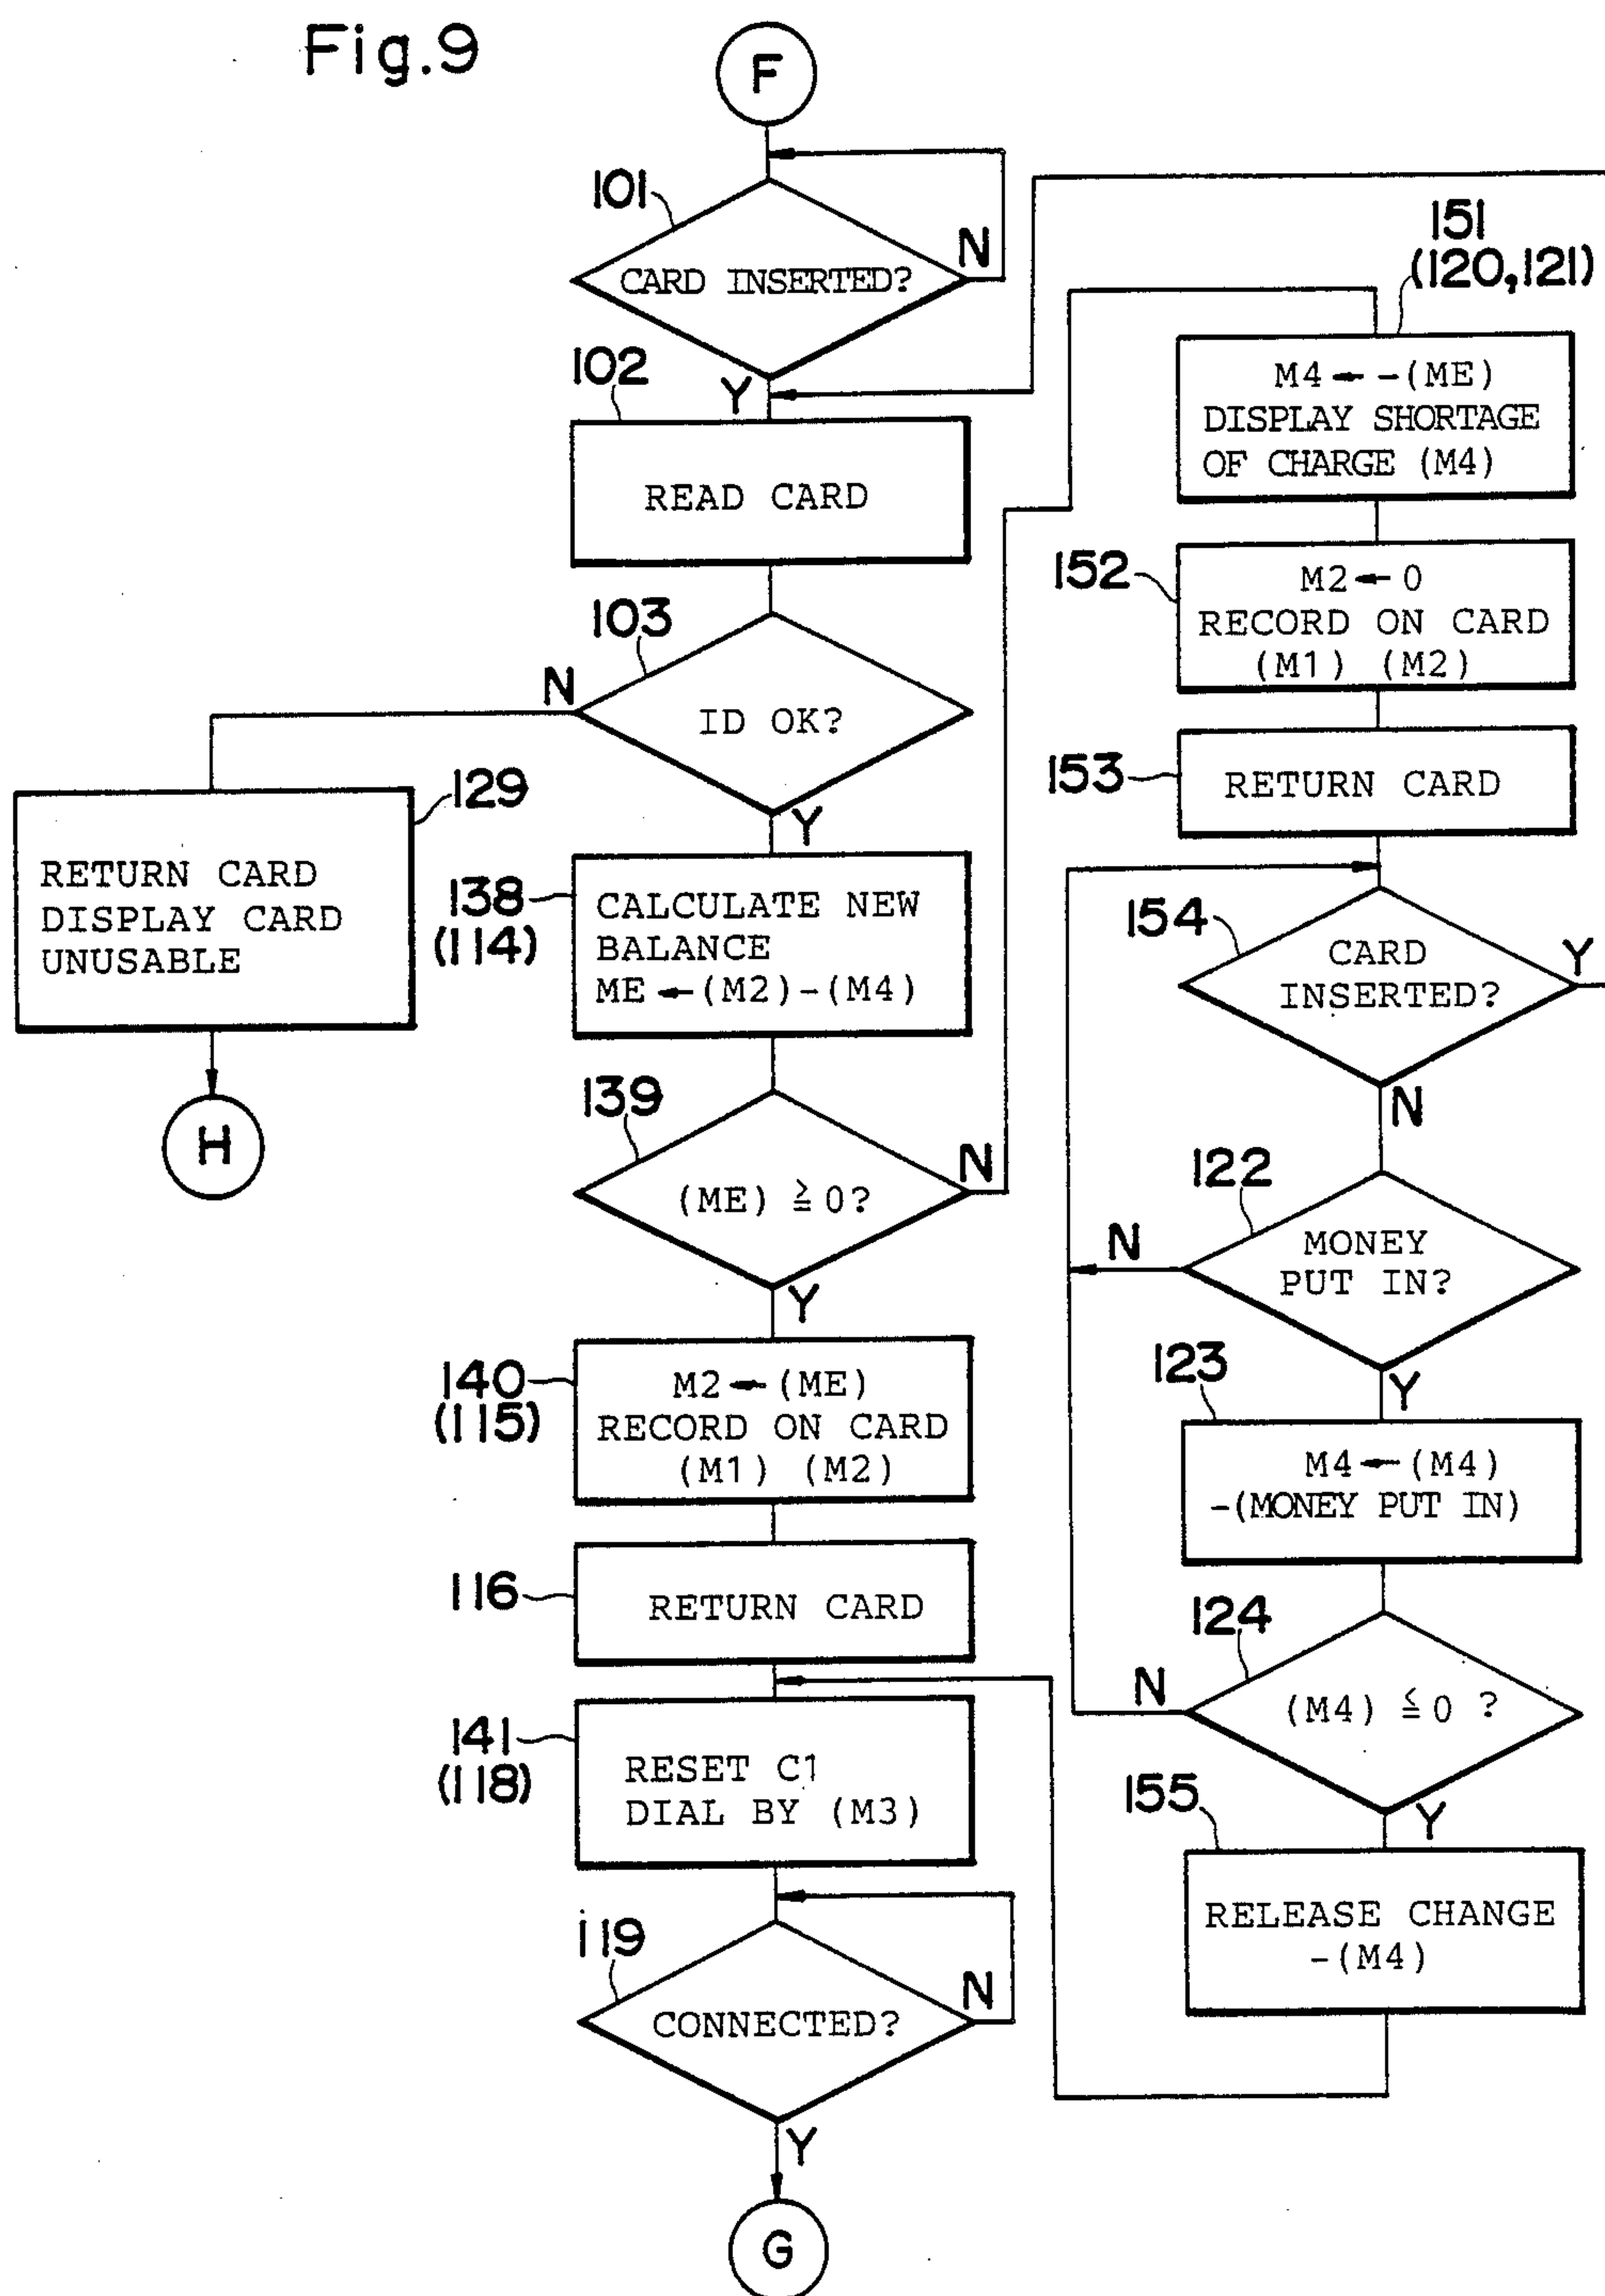 Fig.9
F
101
CARD INSERTED?
N
Y
102
READ CARD
103
ID OK?
N
Y
129
RETURN CARD
DISPLAY CARD
UNUSABLE
H
138
(114)
CALCULATE NEW
BALANCE
ME←(M2)-(M4)
139
(ME) ≧0?
N
Y
140
(115)
M2←(ME)
RECORD ON CARD
(M1) (M2)
116
RETURN CARD
141
(118)
RESET C1
DIAL BY (M3)
119
CONNECTED?
N
Y
G
151
(120,121)
M4←-(ME)
DISPLAY SHORTAGE
OF CHARGE (M4)
152
M2←0
RECORD ON CARD
(M1) (M2)
153
RETURN CARD
154
CARD
INSERTED?
Y
N
122
MONEY
PUT IN?
N
Y
123
M4←(M4)
-(MONEY PUT IN)
124
(M4) ≦0 ?
N
Y
155
RELEASE CHANGE
-(M4)